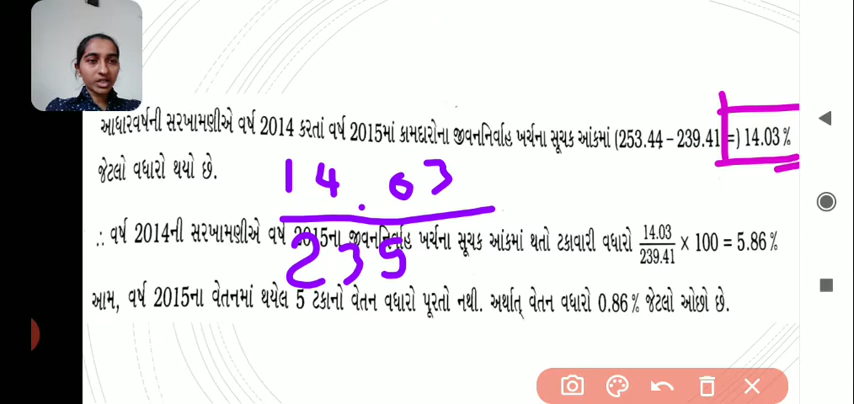 આધારવર્ષની સરખામણીએ વર્ષ 2014 કરતાં વર્ષ 2015માં કામદારોના જીવનનિર્વાહ ખર્ચના સૂચક આંકમાં (253.44 – 239.41 =) 14.03 %
જેટલો વધારો થયો છે.
14.03
∴ વર્ષ 2014ની સરખામણીએ વર્ષ 2015ના જીવનનિર્વાહ ખર્ચના સૂચક આંકમાં થતો ટકાવારી વધારો 14.03/239.41 × 100 = 5.86 %
239
આમ, વર્ષ 2015ના વેતનમાં થયેલ 5 ટકાનો વેતન વધારો પૂરતો નથી. અર્થાત્ વેતન વધારો 0.86 % જેટલો ઓછો છે.